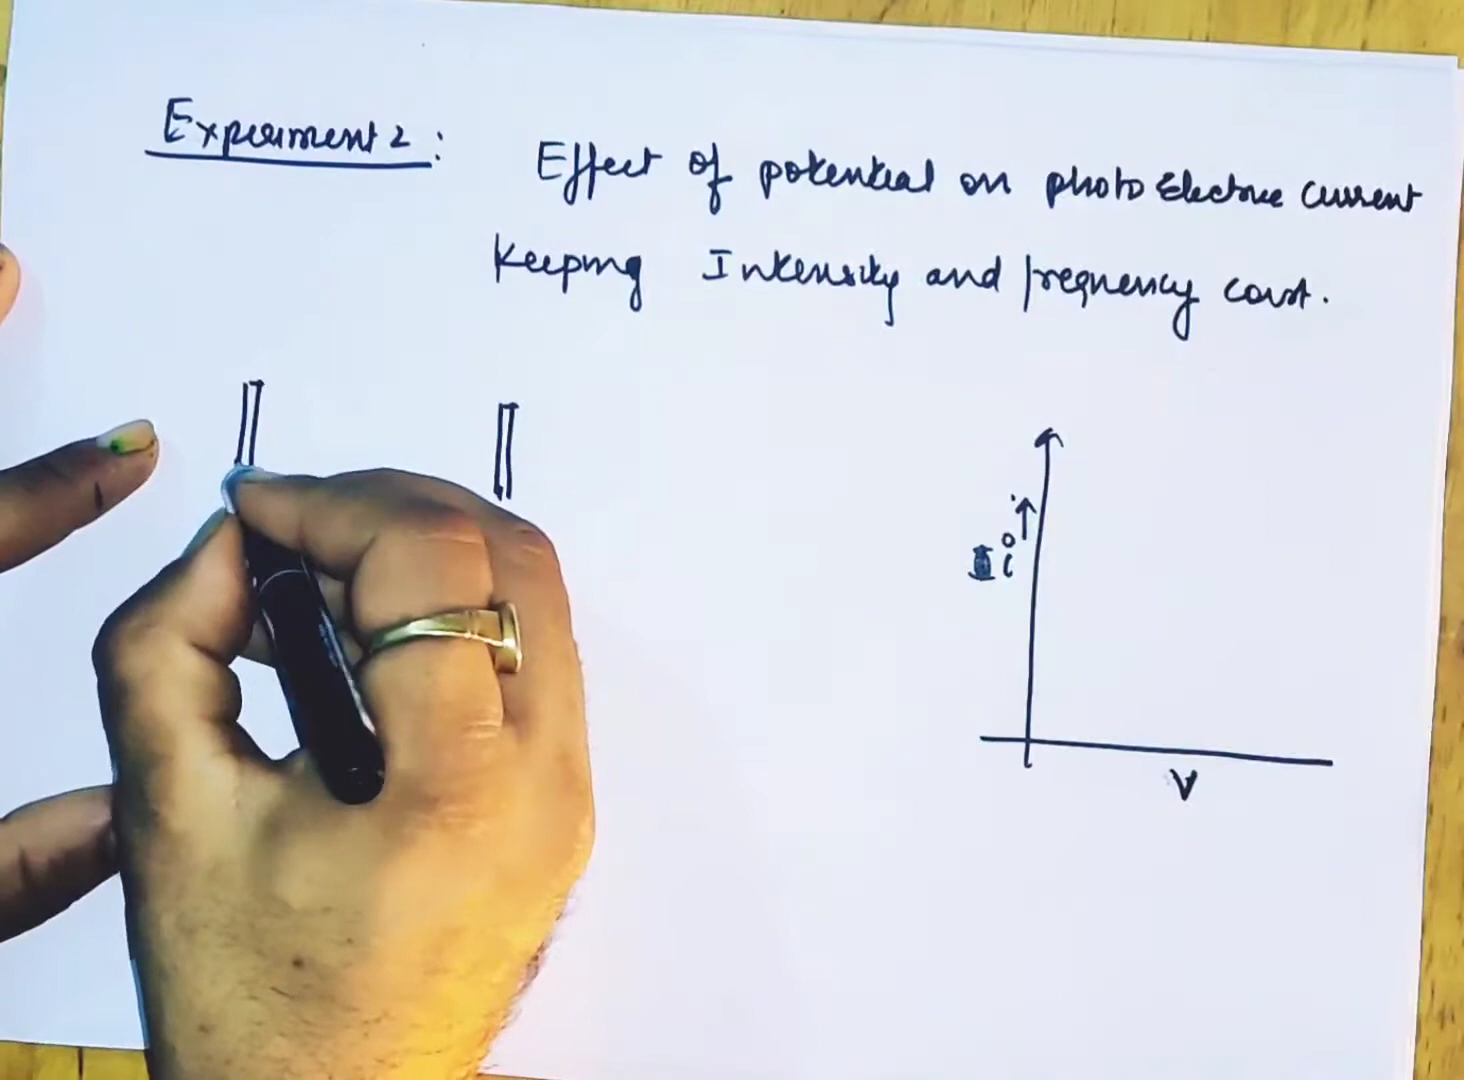 Experiment 2 : Effect of potential on photo Electric current
keeping Intensity and frequency const.
i
V